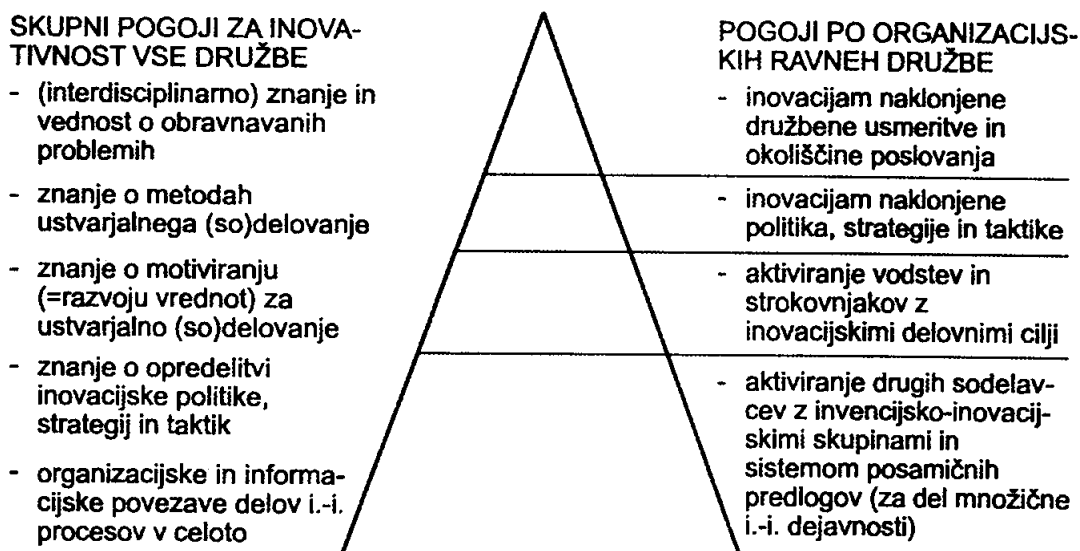 SKUPNI POGOJI ZA INOVA-
TIVNOST VSE DRUŽBE
- (interdisciplinarno) znanje in
vednost o obravnavanih
problemih
- znanje o metodah
ustvarjalnega (so)delovanje
- znanje o motiviranju
(=razvoju vrednot) za
ustvarjalno (so)delovanje
- znanje o opredelitvi
inovacijske politike,
strategij in taktik
- organizacijske in informa-
cijske povezave delov i.-i.
procesov v celoto
POGOJI PO ORGANIZACIJS-
KIH RAVNEH DRUŽBE
- inovacijam naklonjene
družbene usmeritve in
okoliščine poslovanja
- inovacijam naklonjene
politika, strategije in taktike
- aktiviranje vodstev in
strokovnjakov z
inovacijskimi delovnimi cilji
- aktiviranje drugih sodelav-
cev z invencijsko-inovacij-
skimi skupinami in
sistemom posamičnih
predlogov (za del množične
i.-i. dejavnosti)